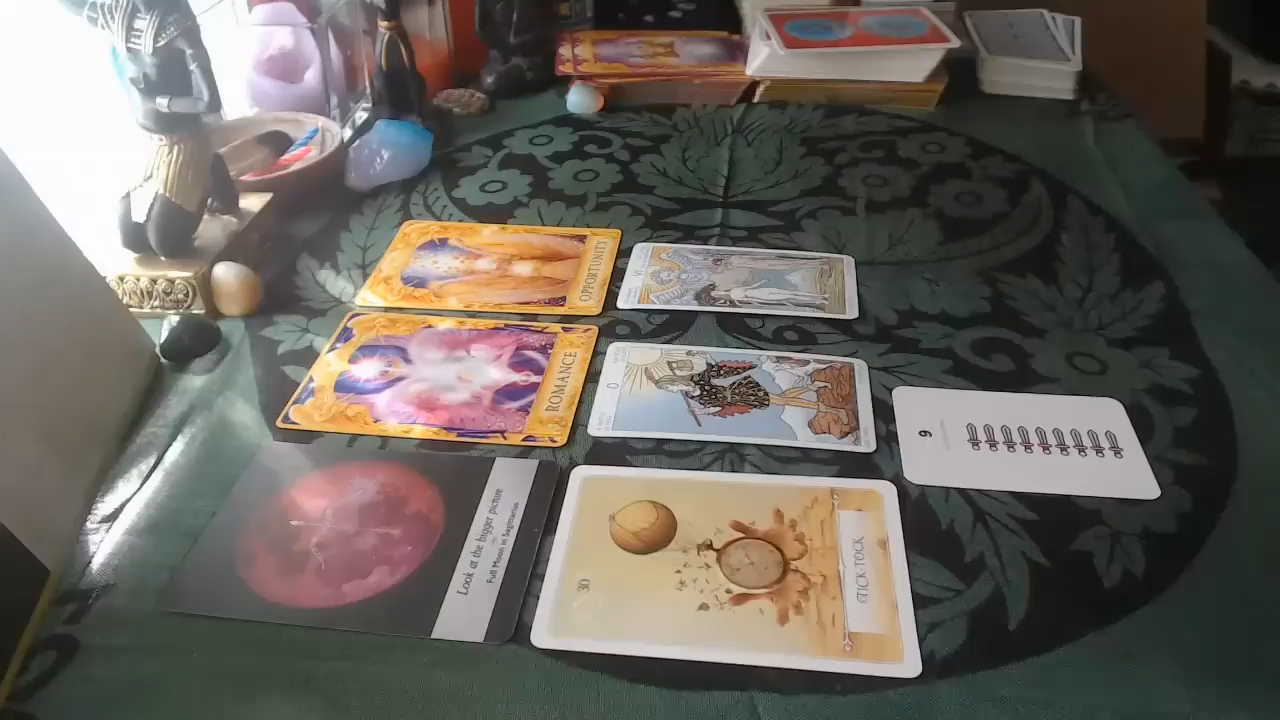 OPPORTUNITY
VI
ROMANCE
0
9
Look at the bigger picture
Full Moon in Sagittarius
30
TICK-TOCK